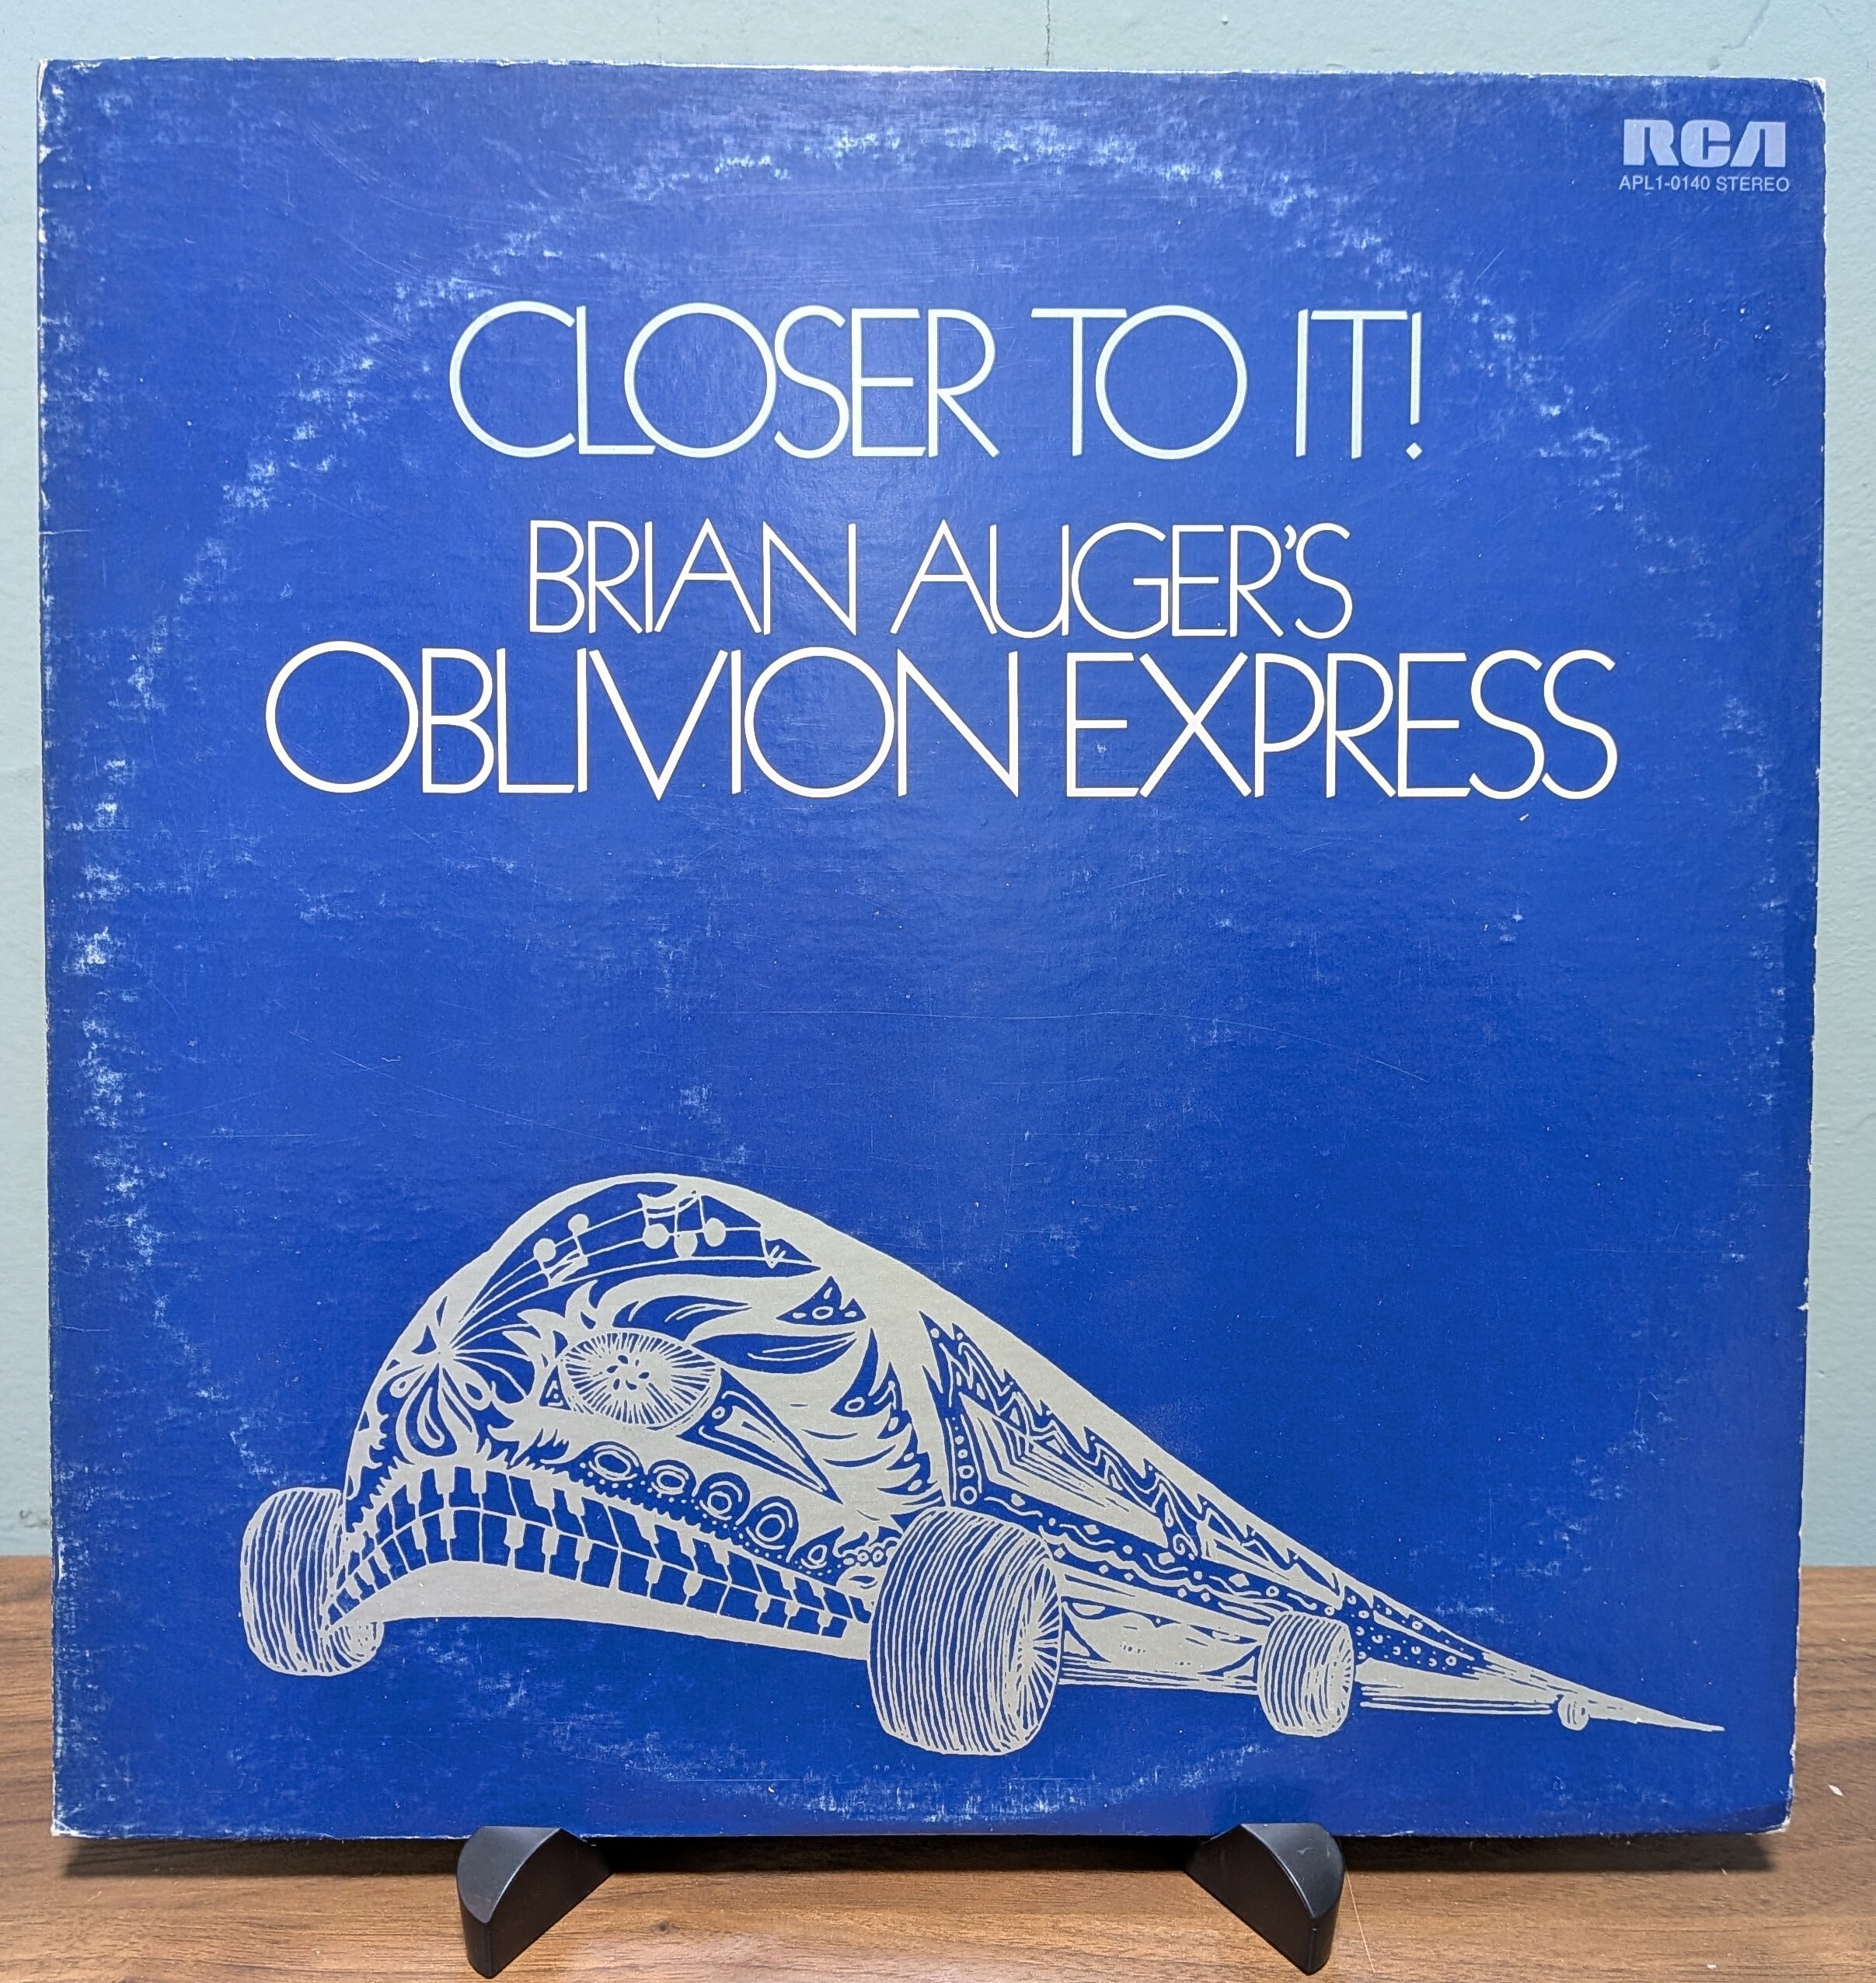 RCA
APL1-0140 STEREO
CLOSER TO IT!
BRIAN AUGER'S
OBLIVION EXPRESS